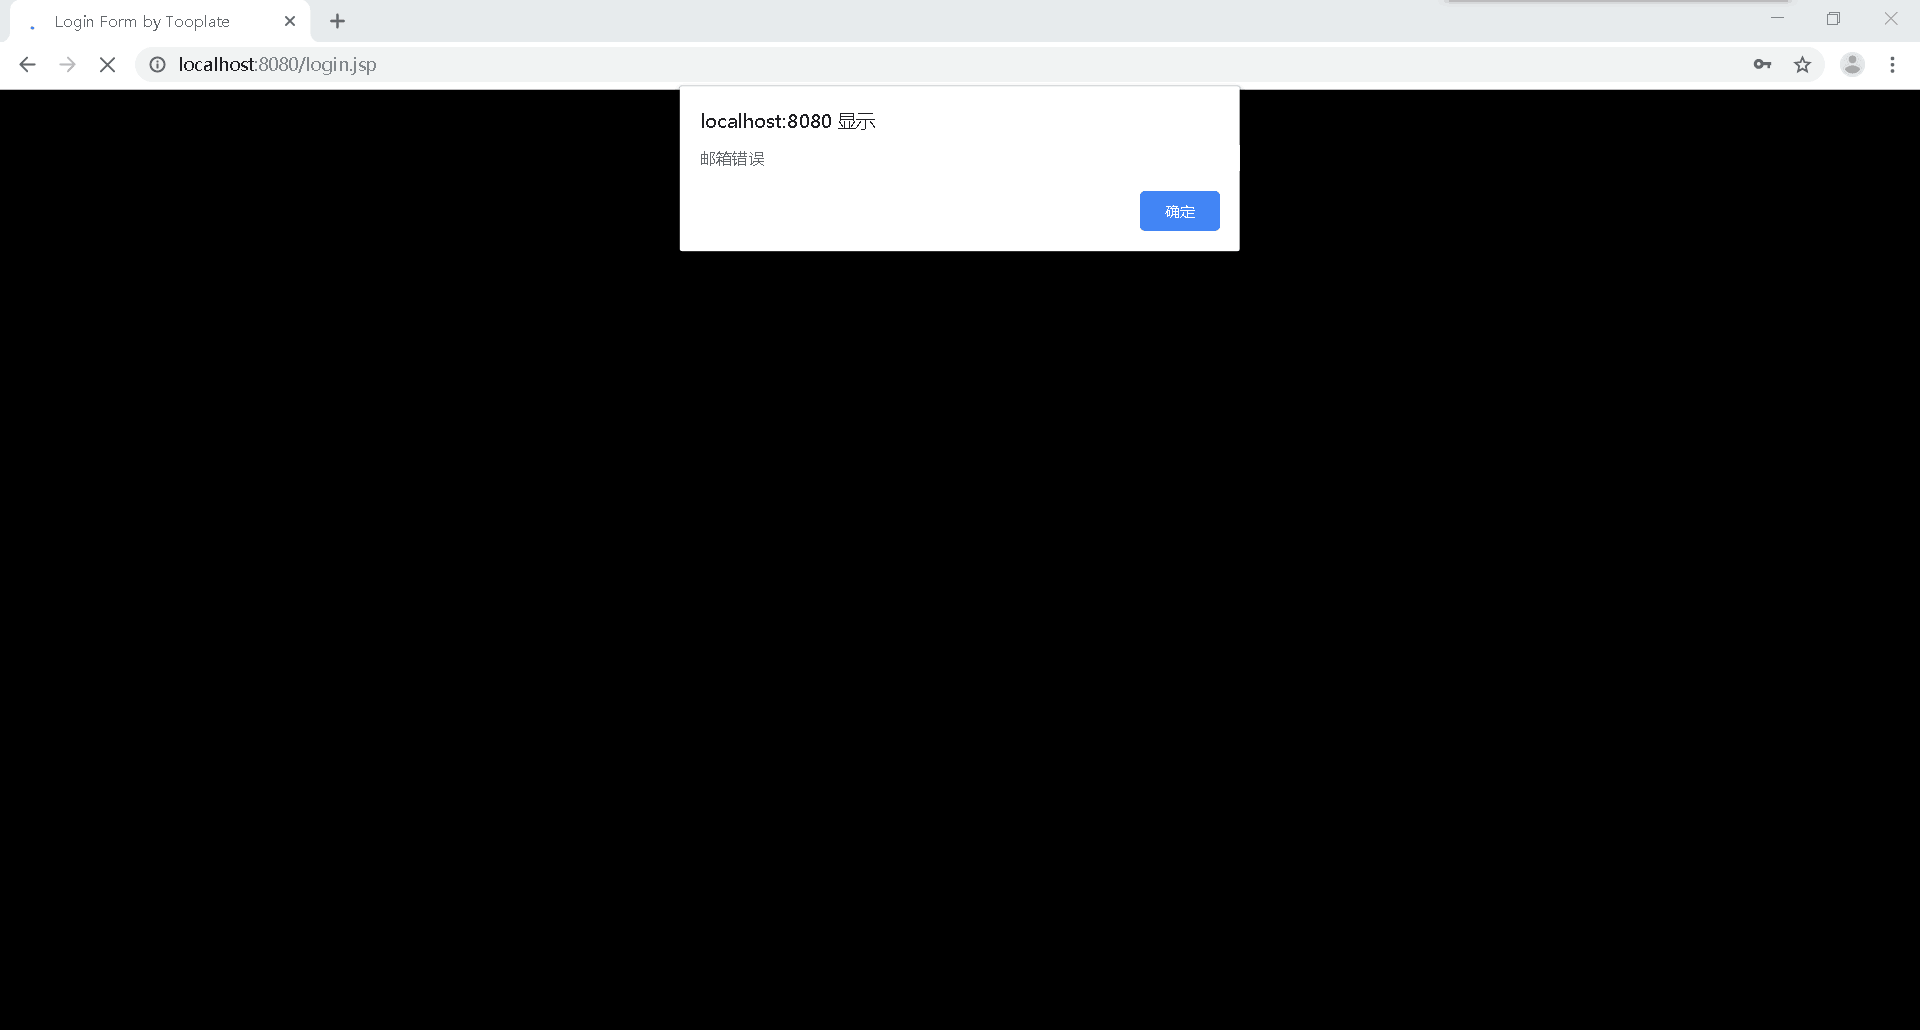 Login Form by Tooplate
localhost:8080/login.jsp
localhost:8080 显示
邮箱错误
确定